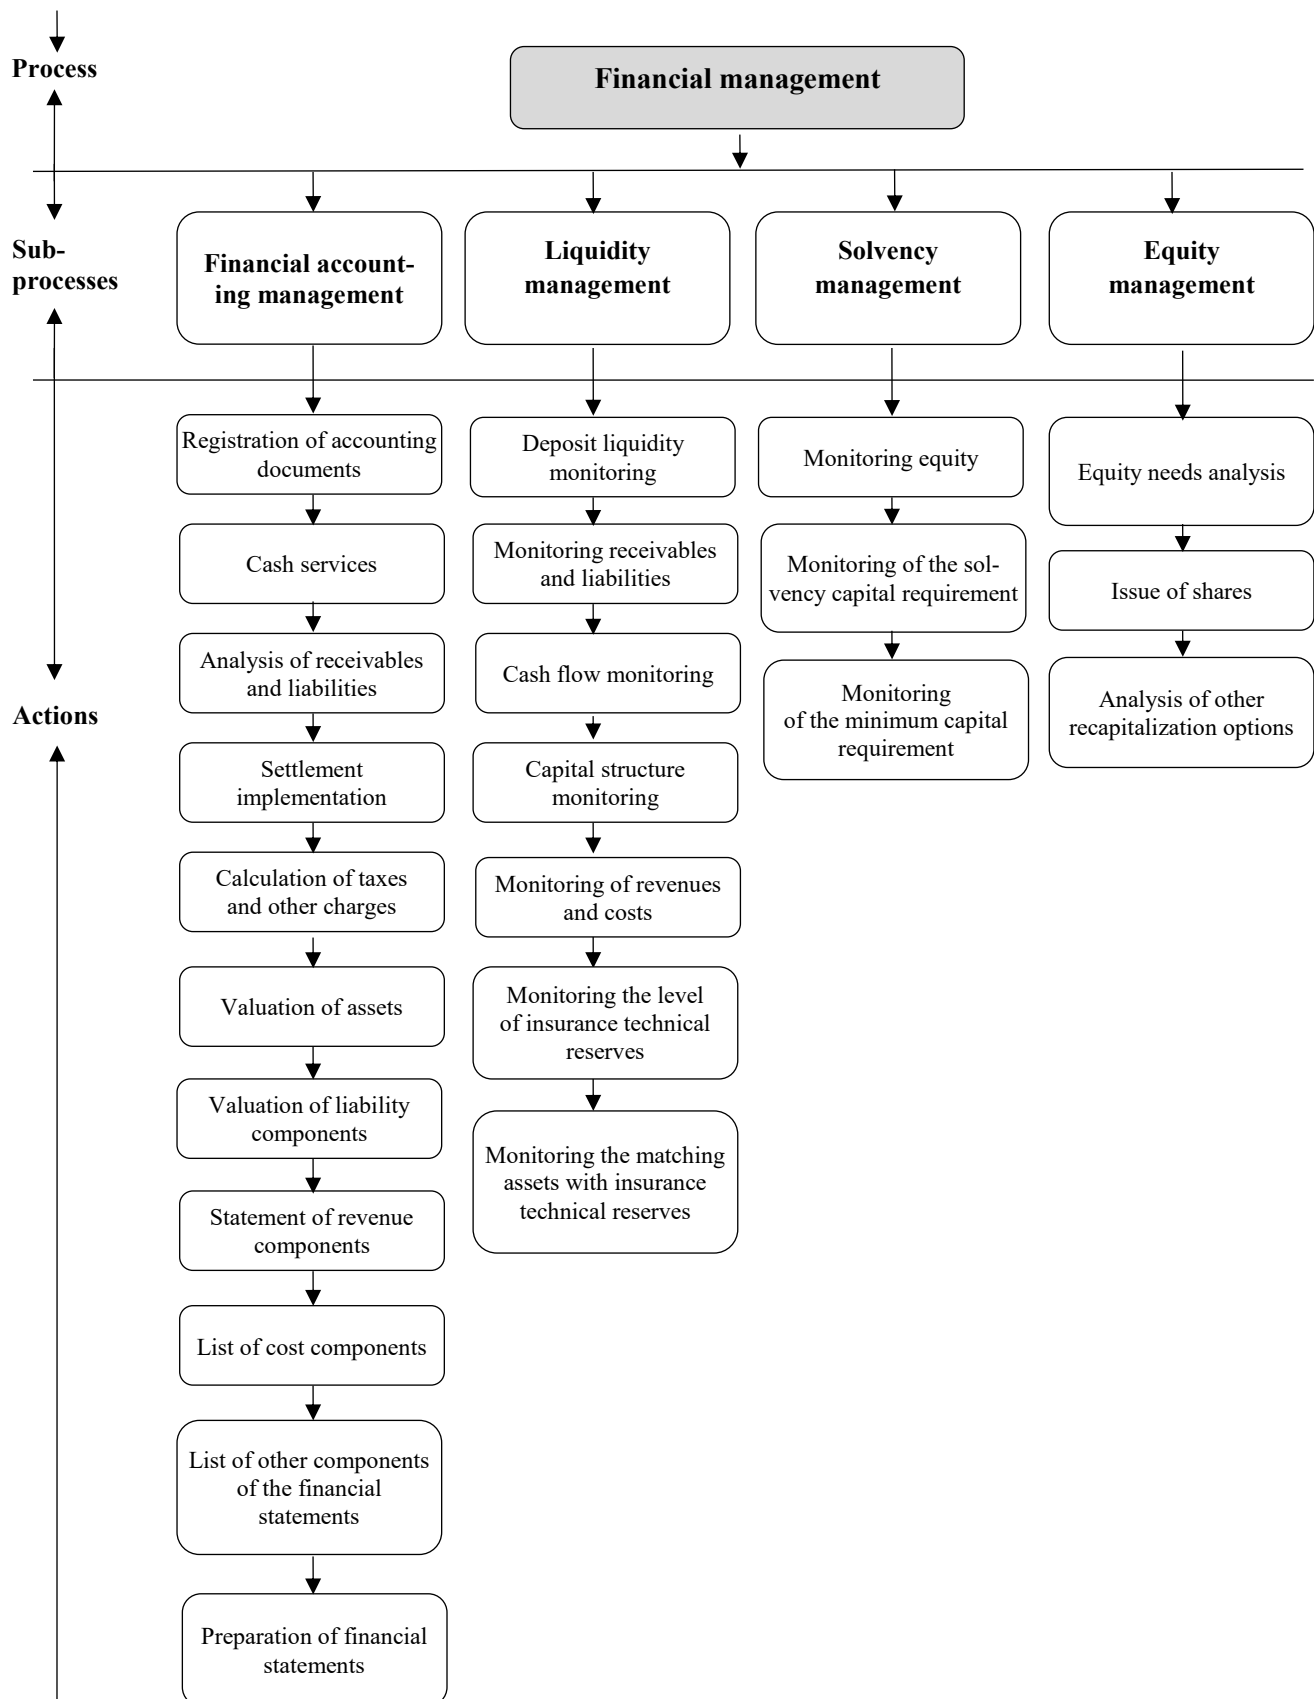 Process
Financial management
Sub-
processes
Financial account-
ing management
Liquidity
management
Solvency
management
Equity
management
Actions
Registration of accounting
documents
Cash services
Analysis of receivables
and liabilities
Settlement
implementation
Calculation of taxes
and other charges
Valuation of assets
Valuation of liability
components
Statement of revenue
components
List of cost components
List of other components
of the financial
statements
Preparation of financial
statements
Deposit liquidity
monitoring
Monitoring receivables
and liabilities
Cash flow monitoring
Capital structure
monitoring
Monitoring of revenues
and costs
Monitoring the level
of insurance technical
reserves
Monitoring the matching
assets with insurance
technical reserves
Monitoring equity
Monitoring of the sol-
vency capital requirement
Monitoring
of the minimum capital
requirement
Equity needs analysis
Issue of shares
Analysis of other
recapitalization options